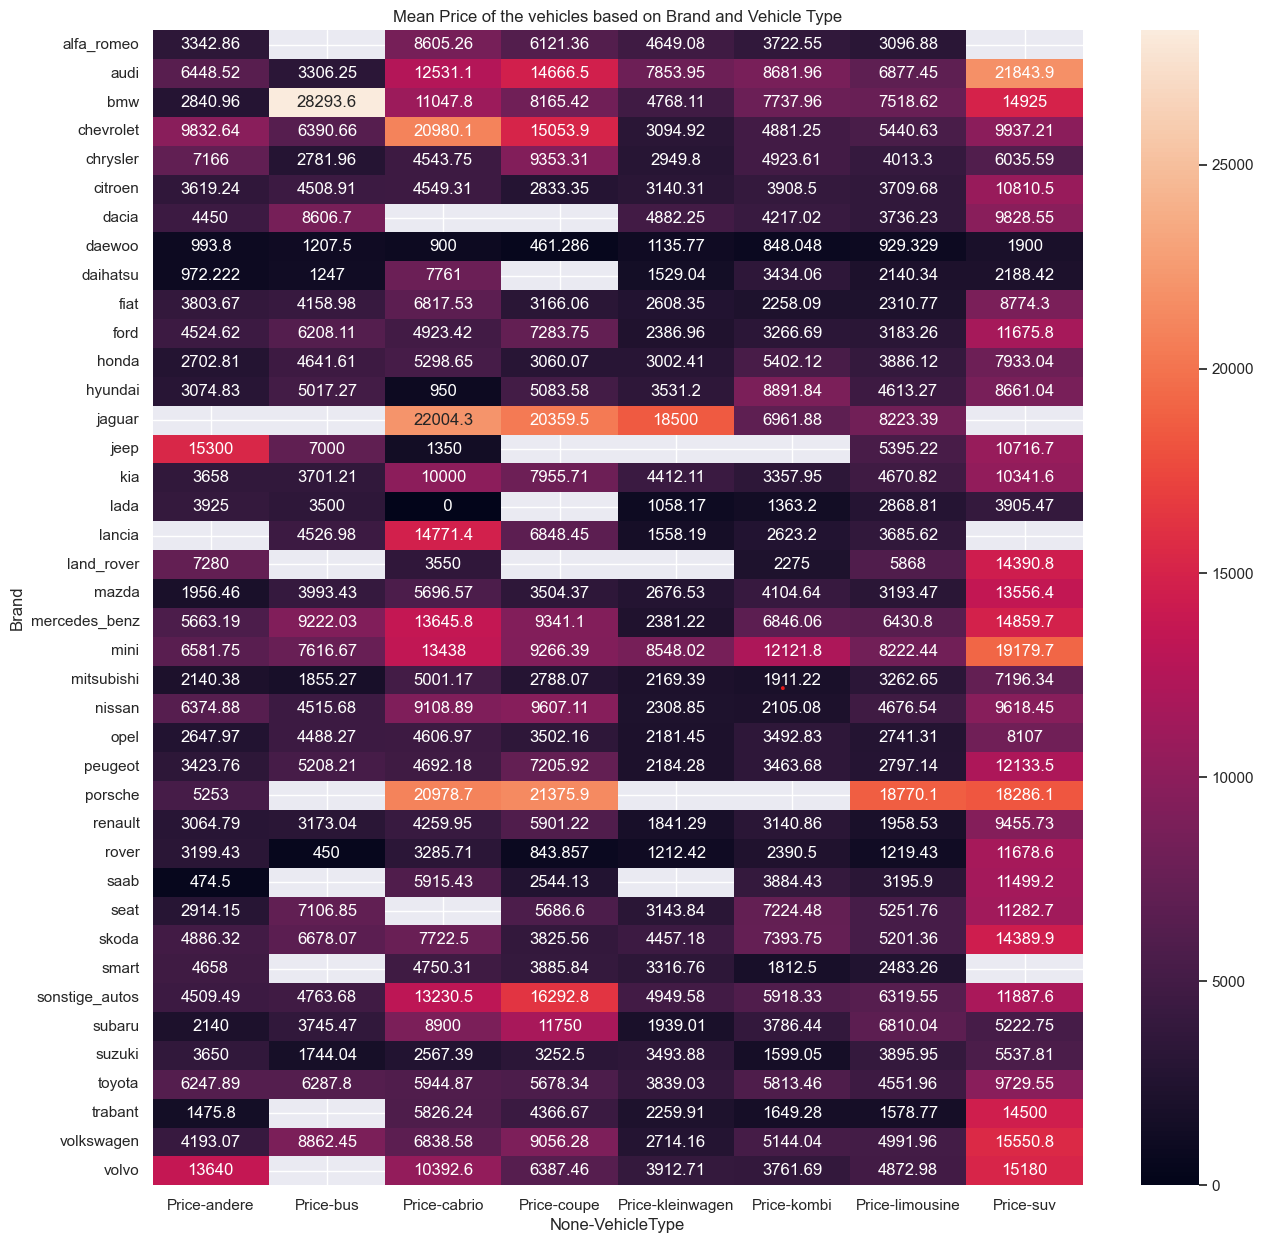 Mean Price of the vehicles based on Brand and Vehicle Type
alfa_romeo 3342.86 8605.26 6121.36 4649.08 3722.55 3096.88
audi 6448.52 3306.25 12531.1 14666.5 7853.95 8681.96 6877.45 21843.9
bmw 2840.96 28293.6 11047.8 8165.42 4768.11 7737.96 7518.62 14925
chevrolet 9832.64 6390.66 20980.1 15053.9 3094.92 4881.25 5440.63 9937.21
chrysler 7166 2781.96 4543.75 9353.31 2949.8 4923.61 4013.3 6035.59
citroen 3619.24 4508.91 4549.31 2833.35 3140.31 3908.5 3709.68 10810.5
dacia 4450 8606.7 4882.25 4217.02 3736.23 9828.55
daewoo 993.8 1207.5 900 461.286 1135.77 848.048 929.329 1900
daihatsu 972.222 1247 7761 1529.04 3434.06 2140.34 2188.42
fiat 3803.67 4158.98 6817.53 3166.06 2608.35 2258.09 2310.77 8774.3
ford 4524.62 6208.11 4923.42 7283.75 2386.96 3266.69 3183.26 11675.8
honda 2702.81 4641.61 5298.65 3060.07 3002.41 5402.12 3886.12 7933.04
hyundai 3074.83 5017.27 950 5083.58 3531.2 8891.84 4613.27 8661.04
jaguar 22004.3 20359.5 18500 6961.88 8223.39
jeep 15300 7000 1350 5395.22 10716.7
kia 3658 3701.21 10000 7955.71 4412.11 3357.95 4670.82 10341.6
lada 3925 3500 0 1058.17 1363.2 2868.81 3905.47
lancia 4526.98 14771.4 6848.45 1558.19 2623.2 3685.62
land_rover 7280 3550 2275 5868 14390.8
mazda 1956.46 3993.43 5696.57 3504.37 2676.53 4104.64 3193.47 13556.4
mercedes_benz 5663.19 9222.03 13645.8 9341.1 2381.22 6846.06 6430.8 14859.7
mini 6581.75 7616.67 13438 9266.39 8548.02 12121.8 8222.44 19179.7
mitsubishi 2140.38 1855.27 5001.17 2788.07 2169.39 1911.22 3262.65 7196.34
nissan 6374.88 4515.68 9108.89 9607.11 2308.85 2105.08 4676.54 9618.45
opel 2647.97 4488.27 4606.97 3502.16 2181.45 3492.83 2741.31 8107
peugeot 3423.76 5208.21 4692.18 7205.92 2184.28 3463.68 2797.14 12133.5
porsche 5253 20978.7 21375.9 18770.1 18286.1
renault 3064.79 3173.04 4259.95 5901.22 1841.29 3140.86 1958.53 9455.73
rover 3199.43 450 3285.71 843.857 1212.42 2390.5 1219.43 11678.6
saab 474.5 5915.43 2544.13 3884.43 3195.9 11499.2
seat 2914.15 7106.85 5686.6 3143.84 7224.48 5251.76 11282.7
skoda 4886.32 6678.07 7722.5 3825.56 4457.18 7393.75 5201.36 14389.9
smart 4658 4750.31 3885.84 3316.76 1812.5 2483.26
sonstige_autos 4509.49 4763.68 13230.5 16292.8 4949.58 5918.33 6319.55 11887.6
subaru 2140 3745.47 8900 11750 1939.01 3786.44 6810.04 5222.75
suzuki 3650 1744.04 2567.39 3252.5 3493.88 1599.05 3895.95 5537.81
toyota 6247.89 6287.8 5944.87 5678.34 3839.03 5813.46 4551.96 9729.55
trabant 1475.8 5826.24 4366.67 2259.91 1649.28 1578.77 14500
volkswagen 4193.07 8862.45 6838.58 9056.28 2714.16 5144.04 4991.96 15550.8
volvo 13640 10392.6 6387.46 3912.71 3761.69 4872.98 15180
Price-andere Price-bus Price-cabrio Price-coupe Price-kleinwagen Price-kombi Price-limousine Price-suv
None-VehicleType
Brand
25000
20000
15000
10000
5000
0